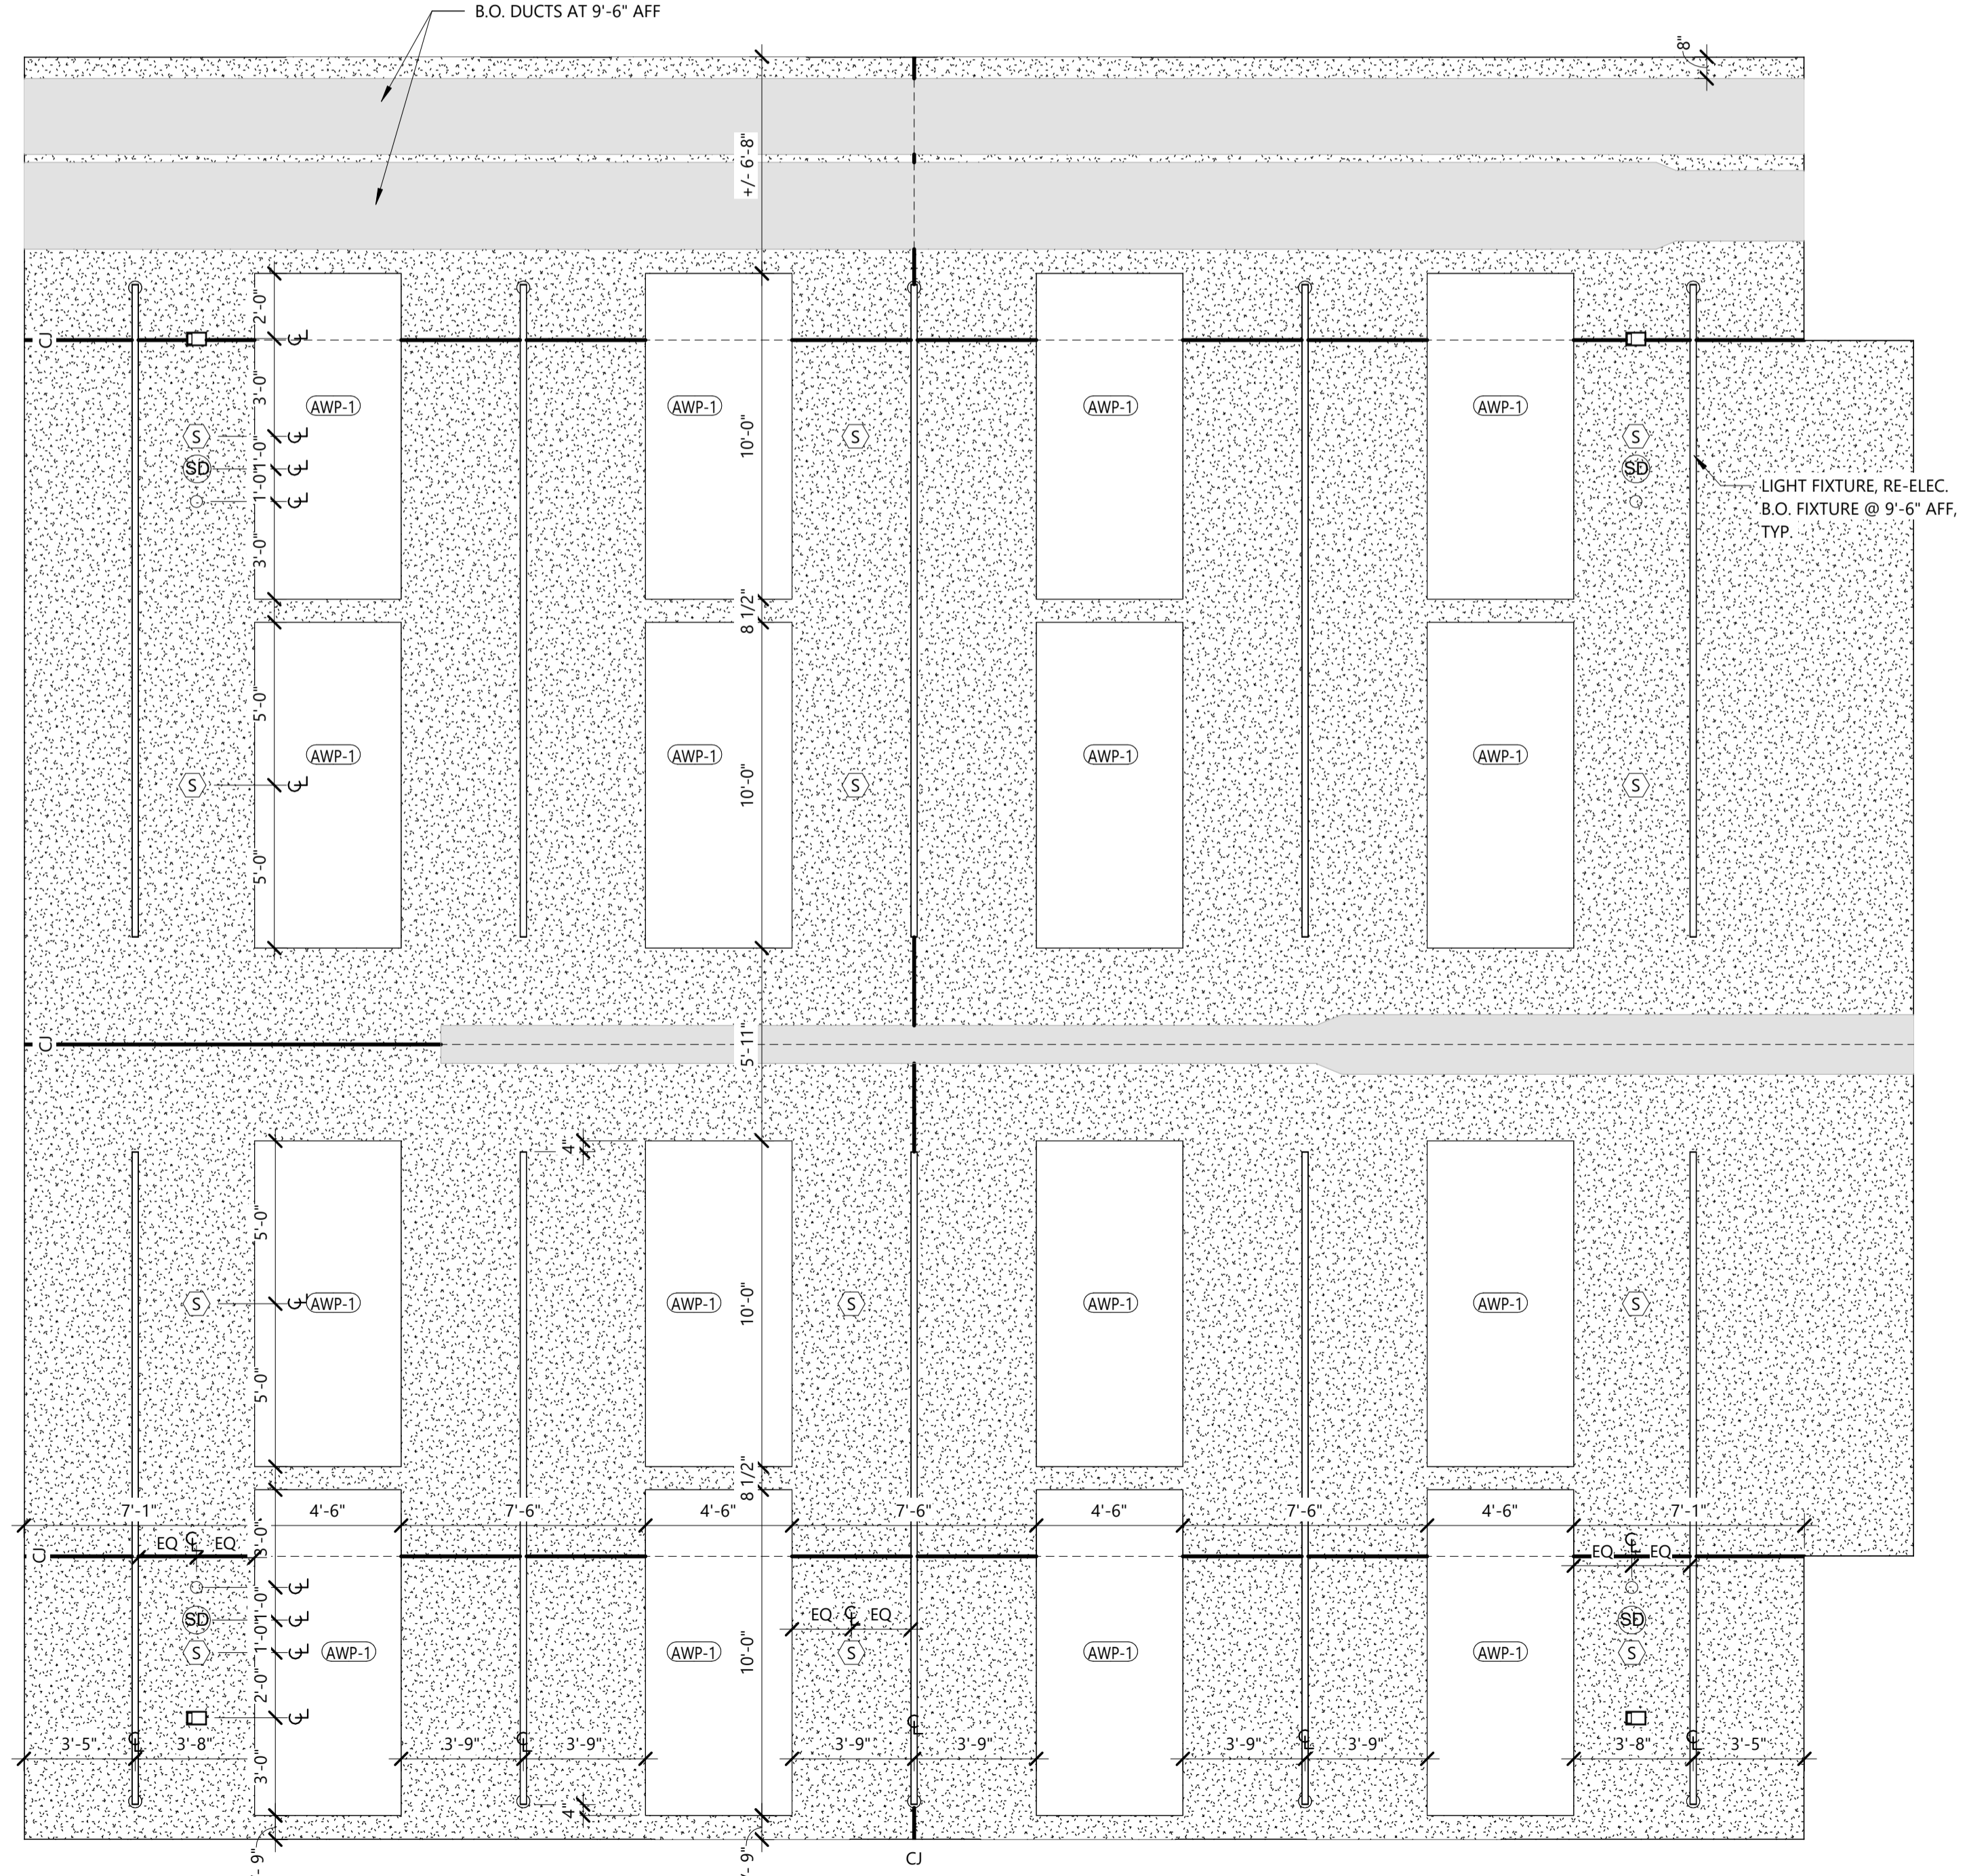 B.O. DUCTS AT 9'-6" AFF
8"
+/- 6'-8"
2'-0"
CJ
3'-0"
AWP-1
AWP-1
10'-0"
AWP-1
AWP-1
S
S
S
1'-0"
SD
SD
1'-0"
LIGHT FIXTURE, RE-ELEC.
B.O. FIXTURE @ 9'-6" AFF,
TYP.
3'-0"
8 1/2"
5'-0"
AWP-1
AWP-1
10'-0"
AWP-1
AWP-1
S
S
S
5'-0"
CJ
5'-11"
4"
5'-0"
S
AWP-1
AWP-1
10'-0"
S
AWP-1
AWP-1
S
5'-0"
8 1/2"
7'-1" 4'-6" 7'-6" 4'-6" 7'-6" 4'-6" 7'-6" 4'-6" 7'-1"
3'-0"
CJ
EQ ℄ EQ
EQ ℄ EQ
1'-0"
SD
1'-0"
EQ ℄ EQ
SD
S
AWP-1
AWP-1
10'-0"
S
AWP-1
AWP-1
S
2'-0"
3'-5" ℄ 3'-8" 3'-9" ℄ 3'-9" 3'-9" ℄ 3'-9" 3'-9" ℄ 3'-9" 3'-8" ℄ 3'-5"
3'-0"
4"
- 9"
- 9"
CJ